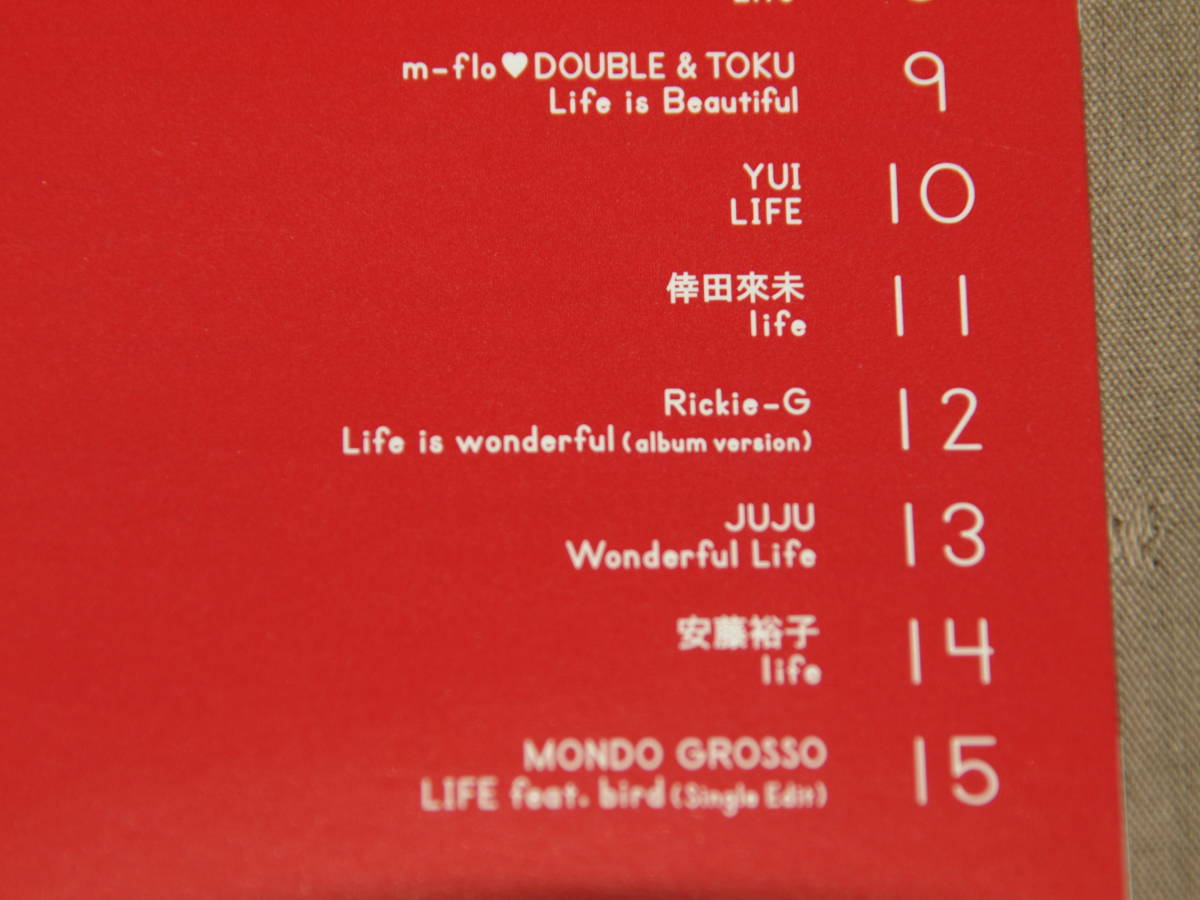 m-flo♥DOUBLE & TOKU 9
Life is Beautiful
YUI 10
LIFE
倖田來未 11
life
Rickie-G 12
Life is wonderful (album version)
JUJU 13
Wonderful Life
安藤裕子 14
life
MONDO GROSSO 15
LIFE feat. bird (Single Edit)